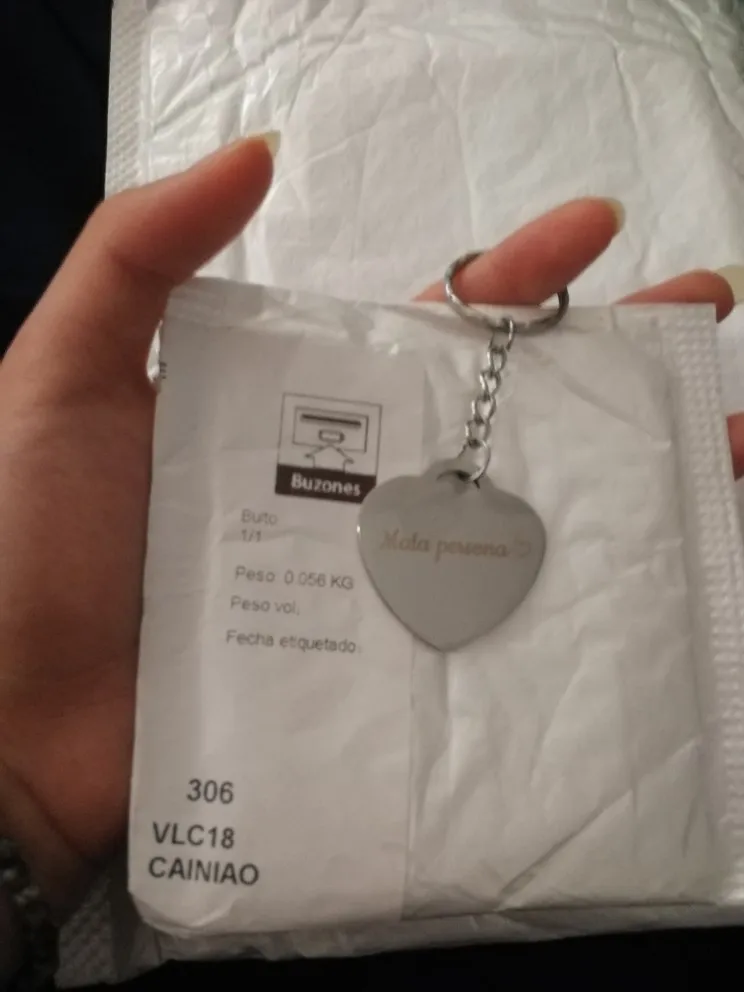 Buzones
Bulto
1/1
Peso: 0.056 KG
Peso vol,
Fecha etiquetado,
Mala persona♡
306
VLC18
CAINIAO